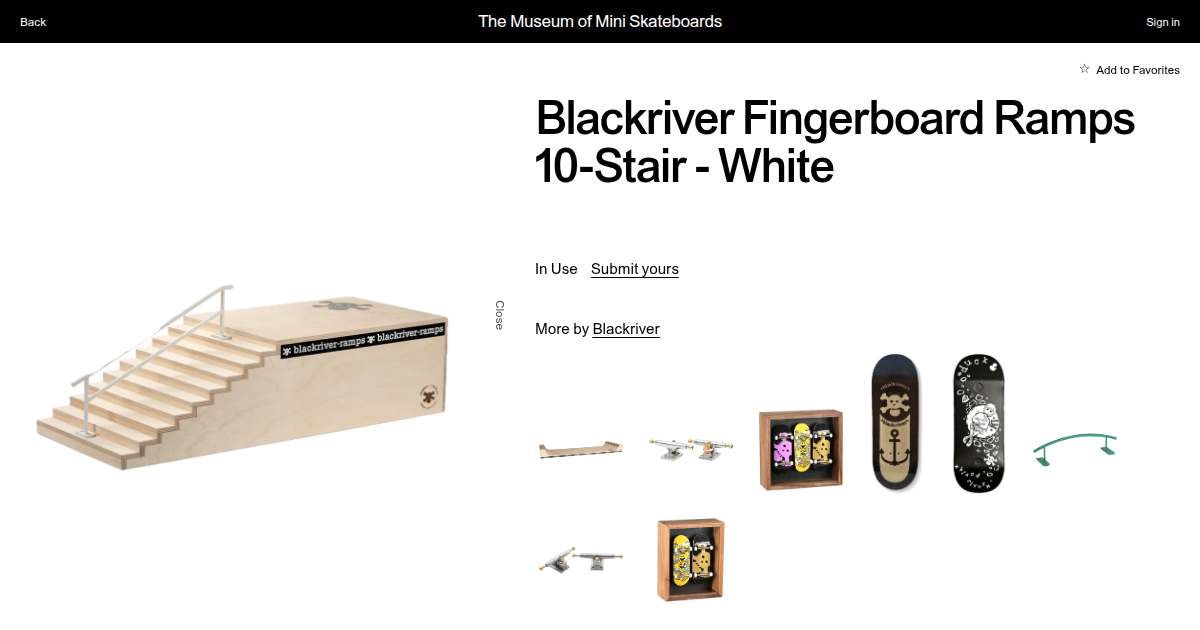 Back
The Museum of Mini Skateboards
Sign in
☆ Add to Favorites
Blackriver Fingerboard Ramps
10-Stair - White
In Use Submit yours
Close
More by Blackriver
blackriver-ramps blackriver-ramps